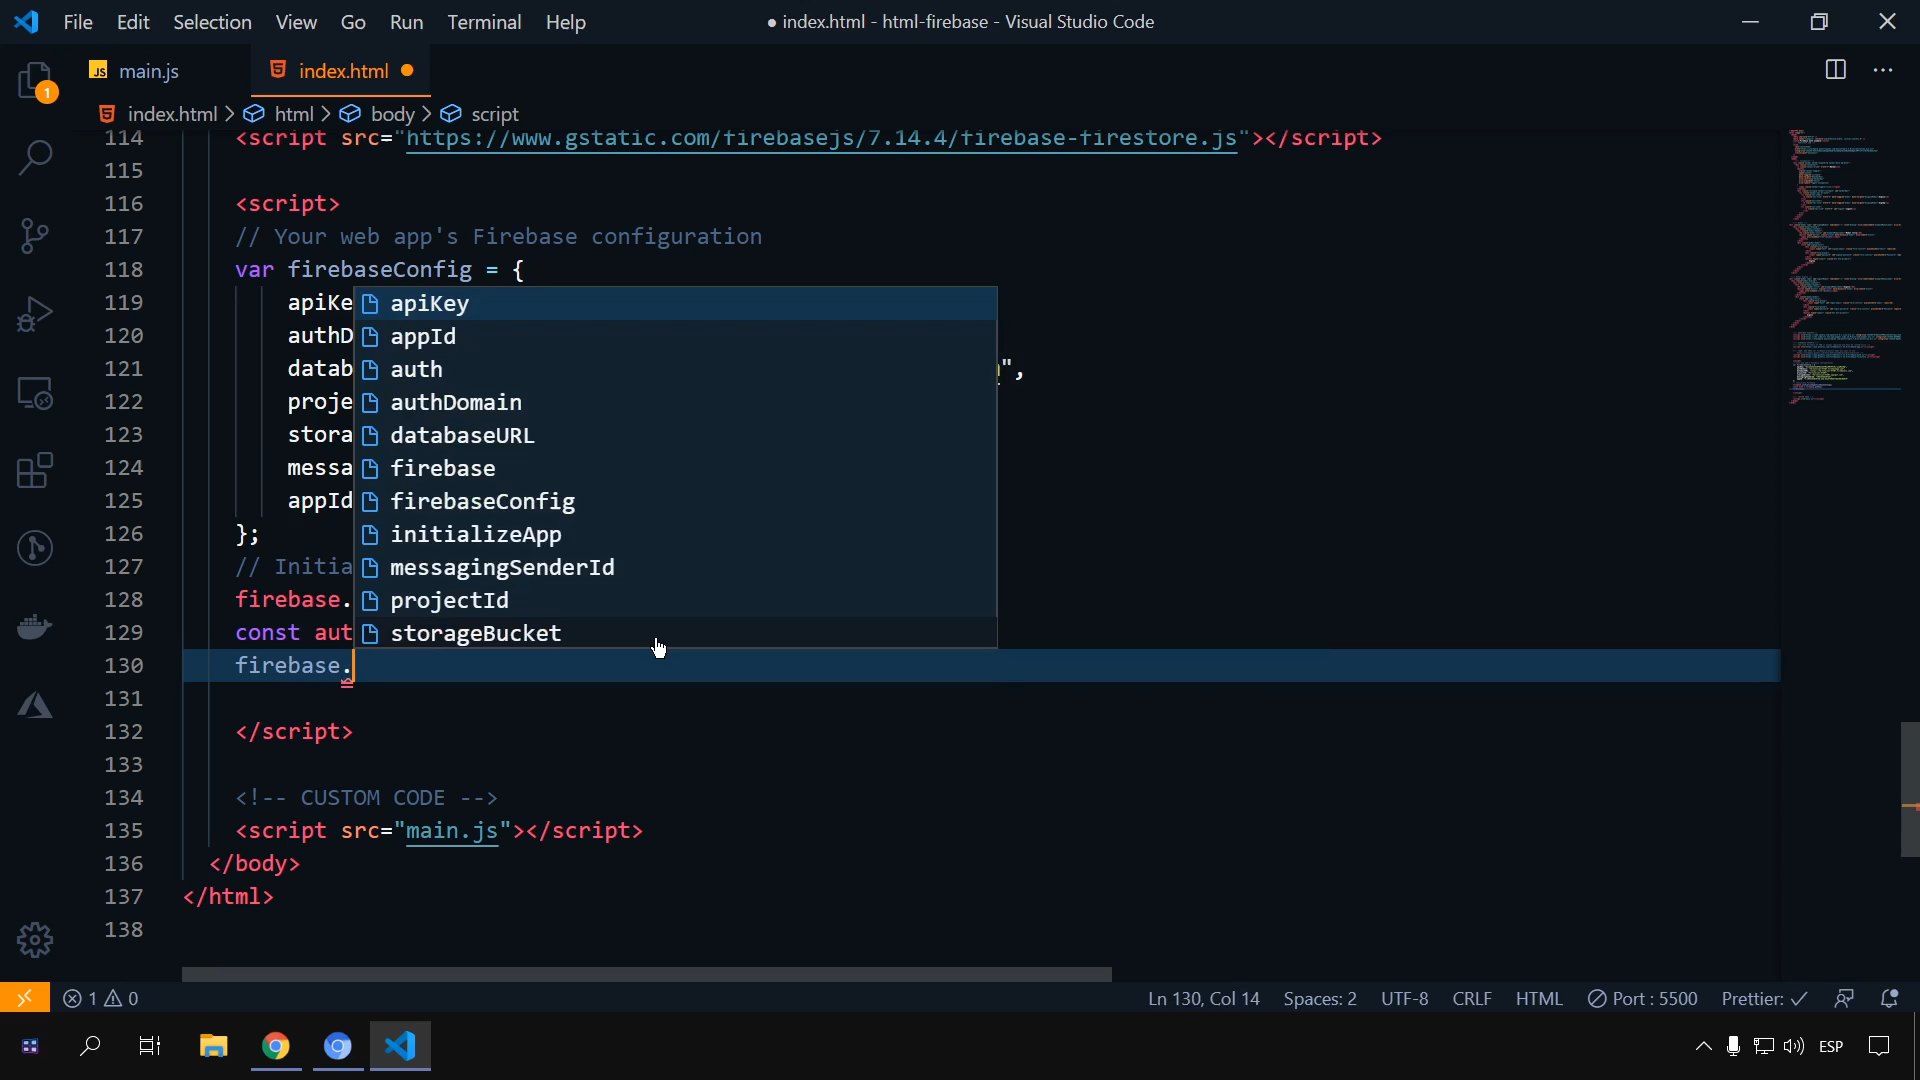 File Edit Selection View Go Run Terminal Help
● index.html - html-firebase - Visual Studio Code
1
JS main.js
index.html ●
index.html > html > body > script
114 <script src="https://www.gstatic.com/firebasejs/7.14.4/firebase-firestore.js"></script>
115
116 <script>
117 // Your web app's Firebase configuration
118 var firebaseConfig = {
119 apiKe
120 authD
121 datab ",
122 proje
123 stora
124 messa
125 appId
126 };
127 // Initia
128 firebase.
129 const aut
130 firebase.
131
132 </script>
133
134 <!-- CUSTOM CODE -->
135 <script src="main.js"></script>
136 </body>
137 </html>
138
apiKey
appId
auth
authDomain
databaseURL
firebase
firebaseConfig
initializeApp
messagingSenderId
projectId
storageBucket
1 0
Ln 130, Col 14 Spaces: 2 UTF-8 CRLF HTML Port : 5500 Prettier: ✓
ESP